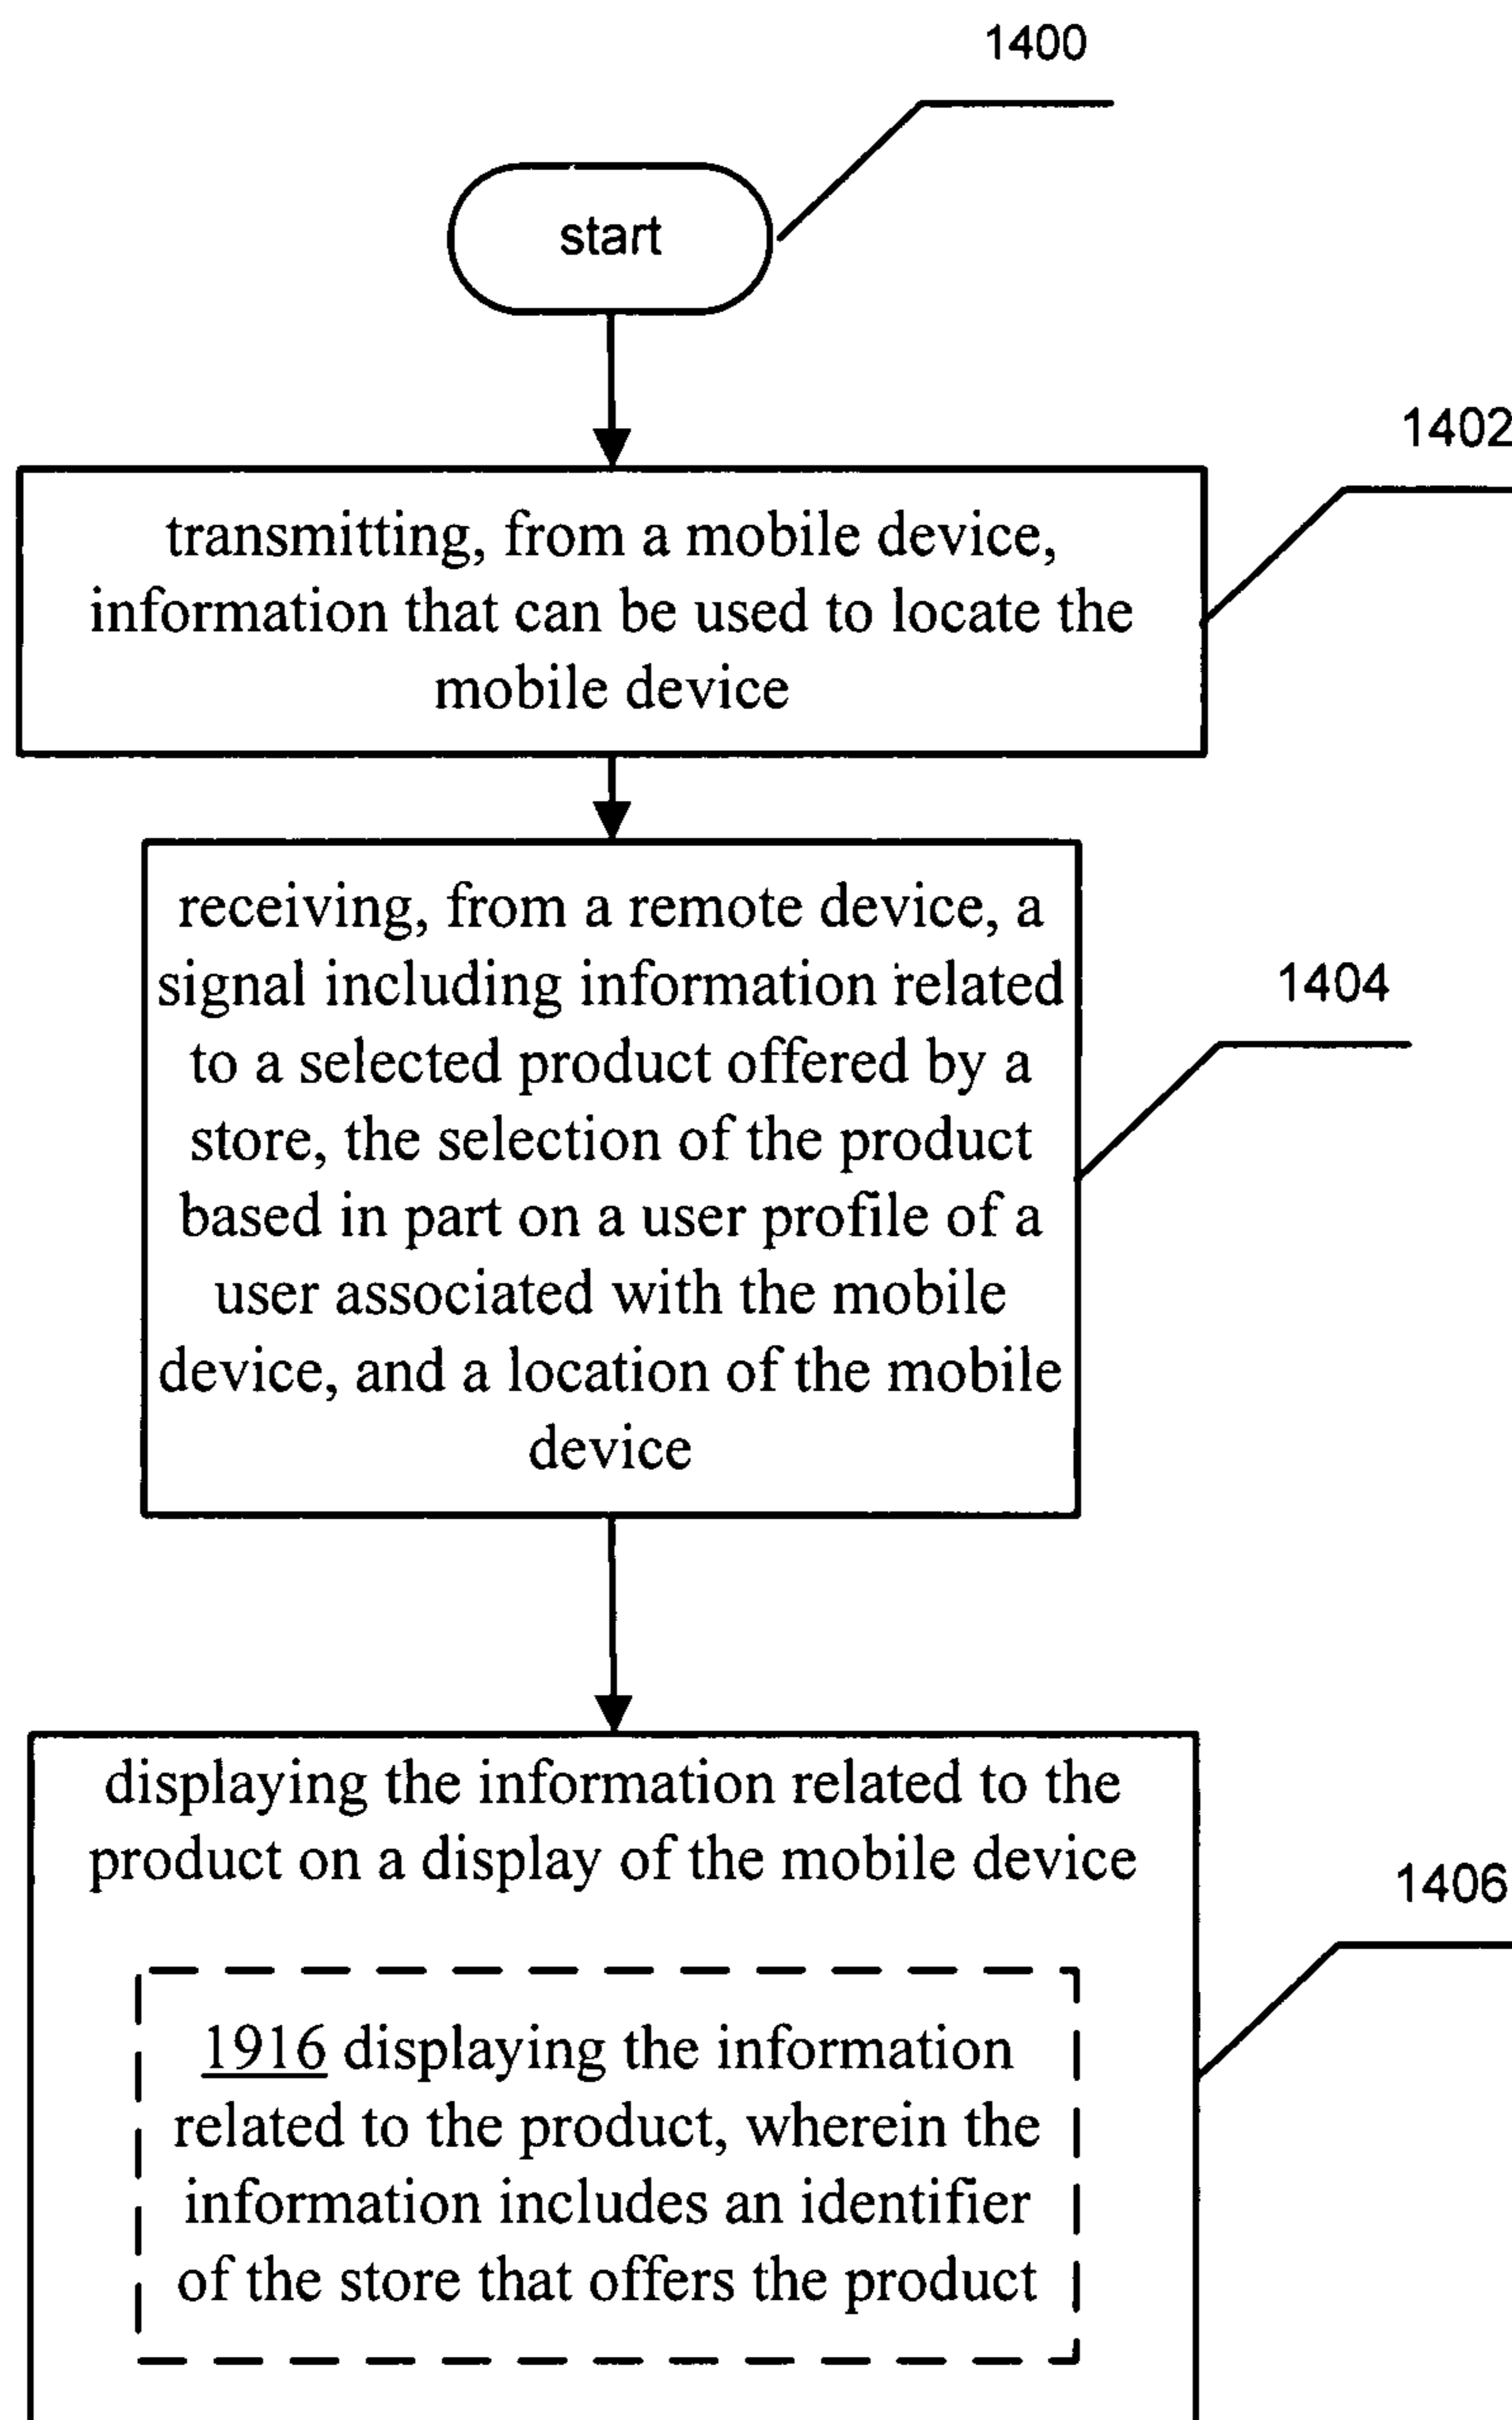 1400
start
1402
transmitting, from a mobile device,
information that can be used to locate the
mobile device
receiving, from a remote device, a
signal including information related
to a selected product offered by a
store, the selection of the product
based in part on a user profile of a
user associated with the mobile
device, and a location of the mobile
device
1404
displaying the information related to the
product on a display of the mobile device
1406
1916 displaying the information
related to the product, wherein the
information includes an identifier
of the store that offers the product